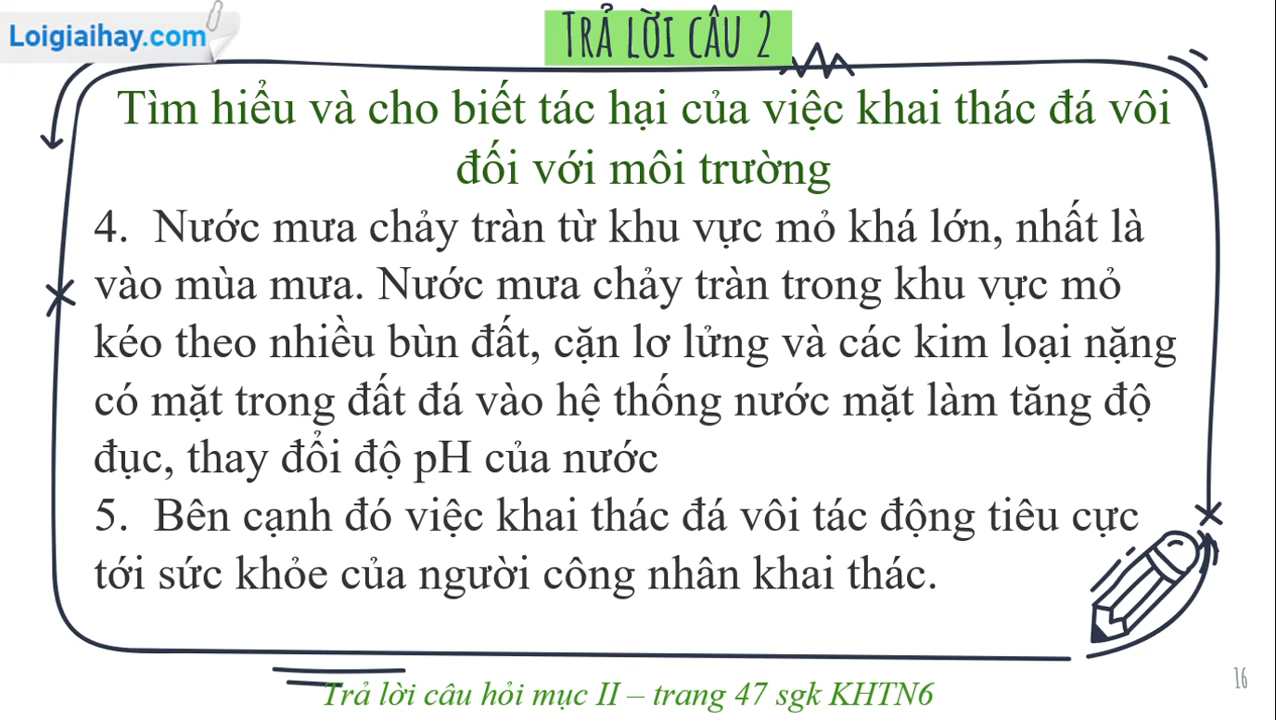 Loigiaihay.com
TRẢ LỜI CÂU 2
Tìm hiểu và cho biết tác hại của việc khai thác đá vôi
đối với môi trường
4. Nước mưa chảy tràn từ khu vực mỏ khá lớn, nhất là
vào mùa mưa. Nước mưa chảy tràn trong khu vực mỏ
kéo theo nhiều bùn đất, cặn lơ lửng và các kim loại nặng
có mặt trong đất đá vào hệ thống nước mặt làm tăng độ
đục, thay đổi độ pH của nước
5. Bên cạnh đó việc khai thác đá vôi tác động tiêu cực
tới sức khỏe của người công nhân khai thác.
Trả lời câu hỏi mục II – trang 47 sgk KHTN6
16